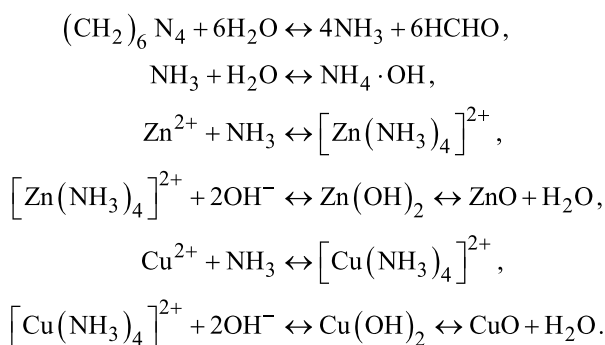 (CH₂)₆ N₄ + 6H₂O ↔ 4NH₃ + 6HCHO,
NH₃ + H₂O ↔ NH₄ · OH,
Zn²⁺ + NH₃ ↔ [Zn(NH₃)₄]²⁺,
[Zn(NH₃)₄]²⁺ + 2OH⁻ ↔ Zn(OH)₂ ↔ ZnO + H₂O,
Cu²⁺ + NH₃ ↔ [Cu(NH₃)₄]²⁺,
[Cu(NH₃)₄]²⁺ + 2OH⁻ ↔ Cu(OH)₂ ↔ CuO + H₂O.